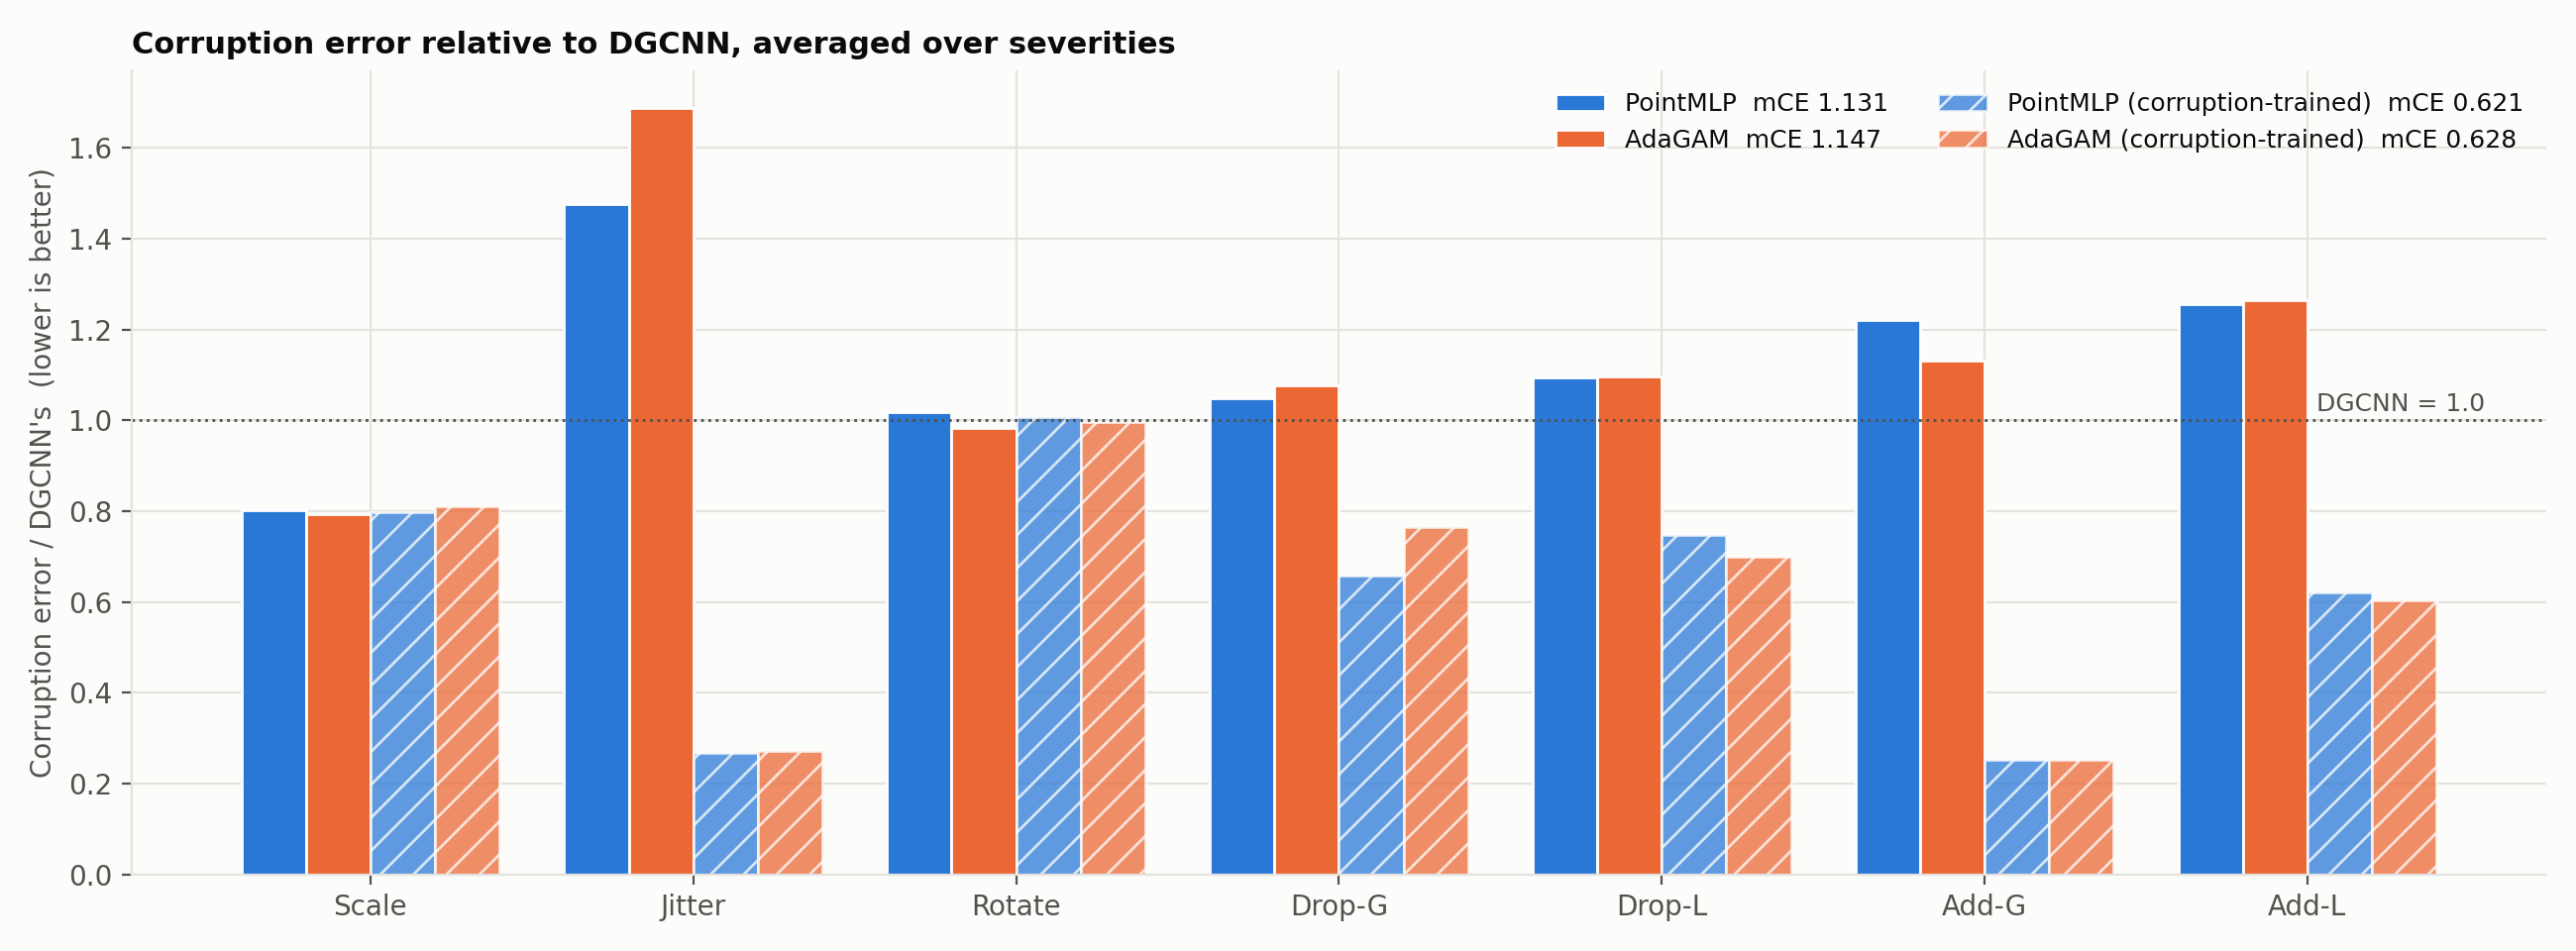 Corruption error relative to DGCNN, averaged over severities
PointMLP  mCE 1.131
AdaGAM  mCE 1.147
PointMLP (corruption-trained)  mCE 0.621
AdaGAM (corruption-trained)  mCE 0.628
Corruption error / DGCNN's  (lower is better)
1.6
1.4
1.2
1.0
0.8
0.6
0.4
0.2
0.0
DGCNN = 1.0
Scale
Jitter
Rotate
Drop-G
Drop-L
Add-G
Add-L